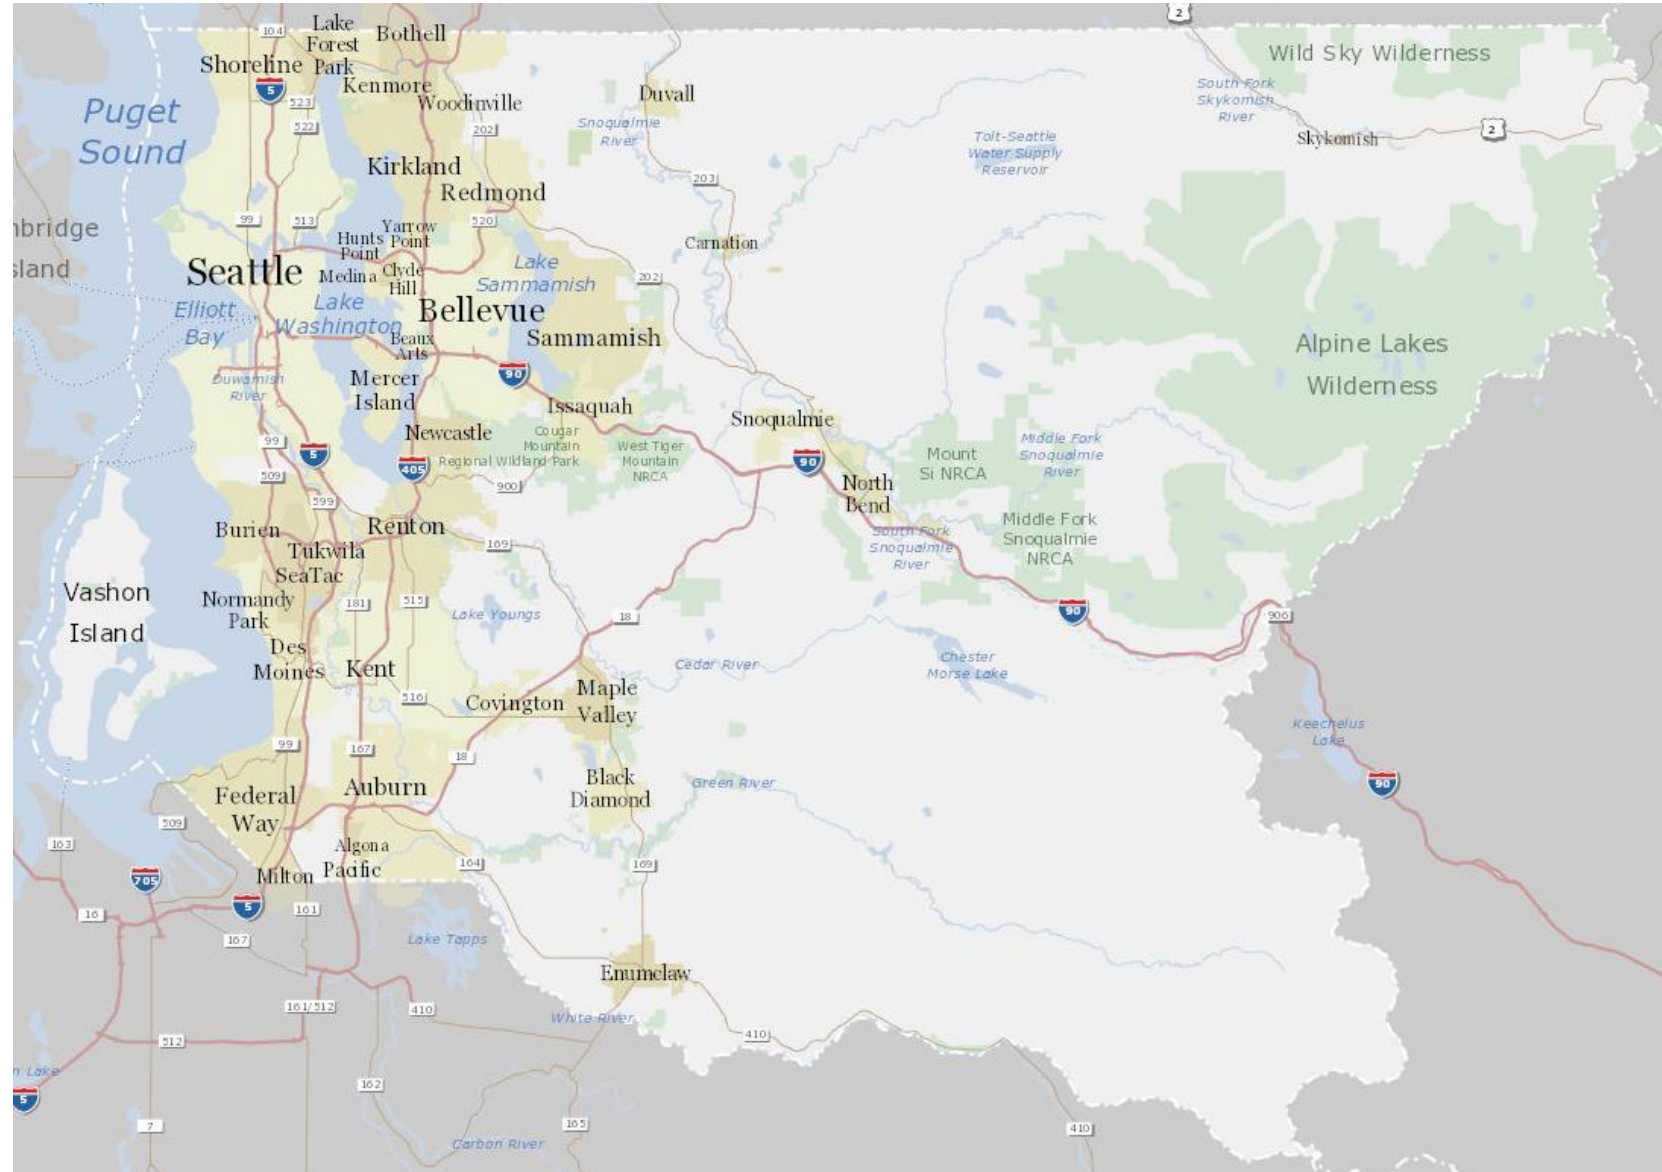 2
104
Lake
Forest
Park
Bothell
Wild Sky Wilderness
Shoreline
5
Kenmore
Woodinville
Duvall
South Fork
Skykomish
River
523
522
202
Puget
Sound
Snoqualmie
River
Tolt-Seattle
Water Supply
Reservoir
Skykomish
2
Kirkland
Redmond
203
99
513
520
Yarrow
Point
Hunts
Point
Carnation
Seattle
Medina
Clyde
Hill
Lake
Sammamish
202
Elliott
Bay
Lake
Washington
Bellevue
Beaux
Arts
Sammamish
Alpine Lakes
Wilderness
Duwamish
River
Mercer
Island
90
Issaquah
Snoqualmie
99
5
Newcastle
Cougar
Mountain
Regional Wildland Park
West Tiger
Mountain
NRCA
Mount
Si NRCA
Middle Fork
Snoqualmie
River
405
90
509
599
900
North
Bend
Burien
Renton
Middle Fork
Snoqualmie
NRCA
South Fork
Snoqualmie
River
Tukwila
SeaTac
169
Vashon
Island
Normandy
Park
181
515
Lake Youngs
18
90
906
Des
Moines
Kent
Cedar River
Chester
Morse Lake
516
Covington
Maple
Valley
Keechelus
Lake
99
167
18
Federal
Way
Auburn
Black
Diamond
Green River
90
509
163
Algona
Pacific
164
169
705
Milton
16
5
161
167
Lake Tapps
Enumclaw
161/512
410
White River
410
512
5
162
7
165
410
Carbon River